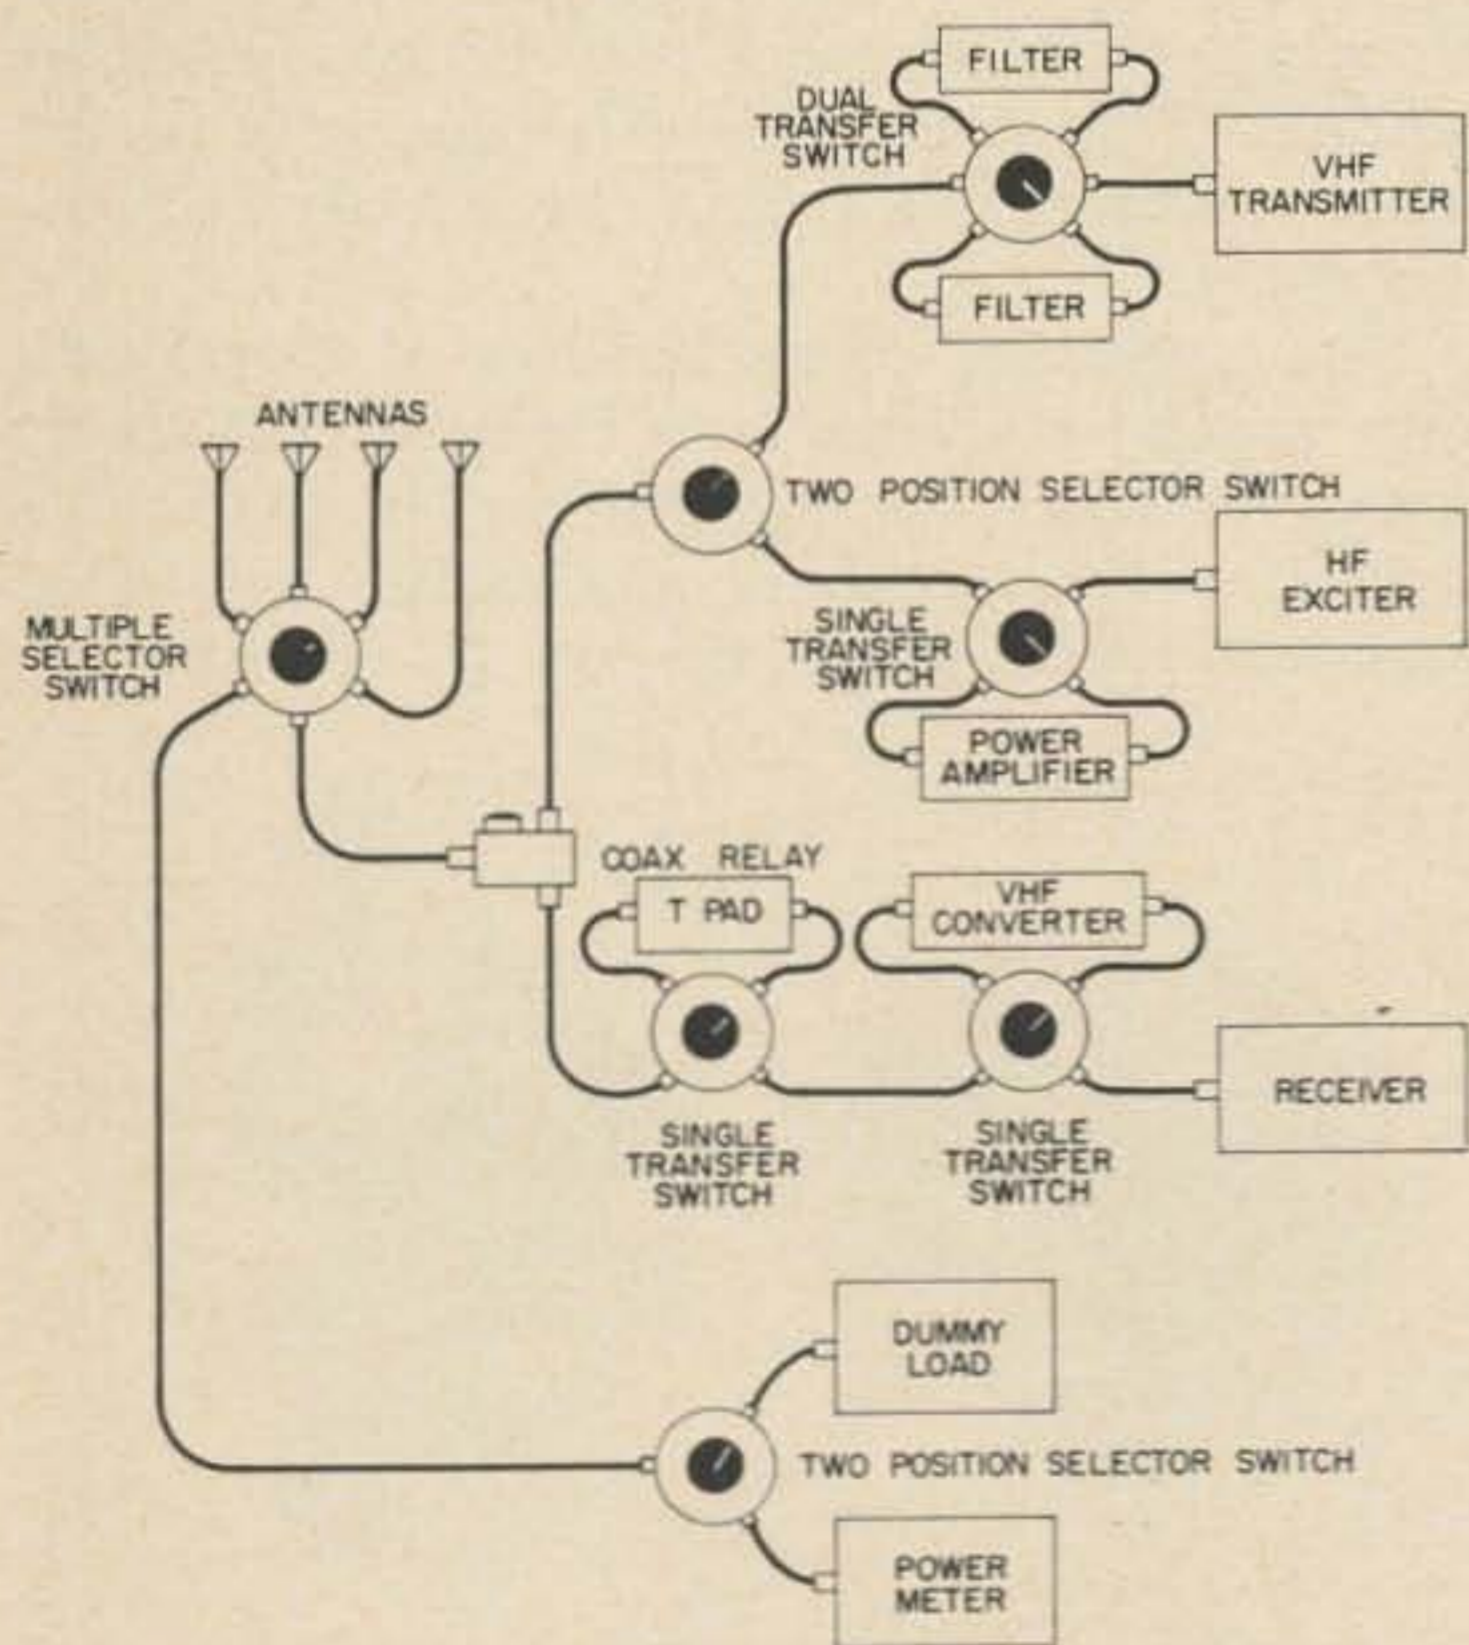 FILTER
DUAL
TRANSFER
SWITCH
VHF
TRANSMITTER
FILTER
ANTENNAS
TWO POSITION SELECTOR SWITCH
HF
EXCITER
MULTIPLE
SELECTOR
SWITCH
SINGLE
TRANSFER
SWITCH
POWER
AMPLIFIER
COAX RELAY
T PAD
VHF
CONVERTER
RECEIVER
SINGLE
TRANSFER
SWITCH
SINGLE
TRANSFER
SWITCH
DUMMY
LOAD
TWO POSITION SELECTOR SWITCH
POWER
METER